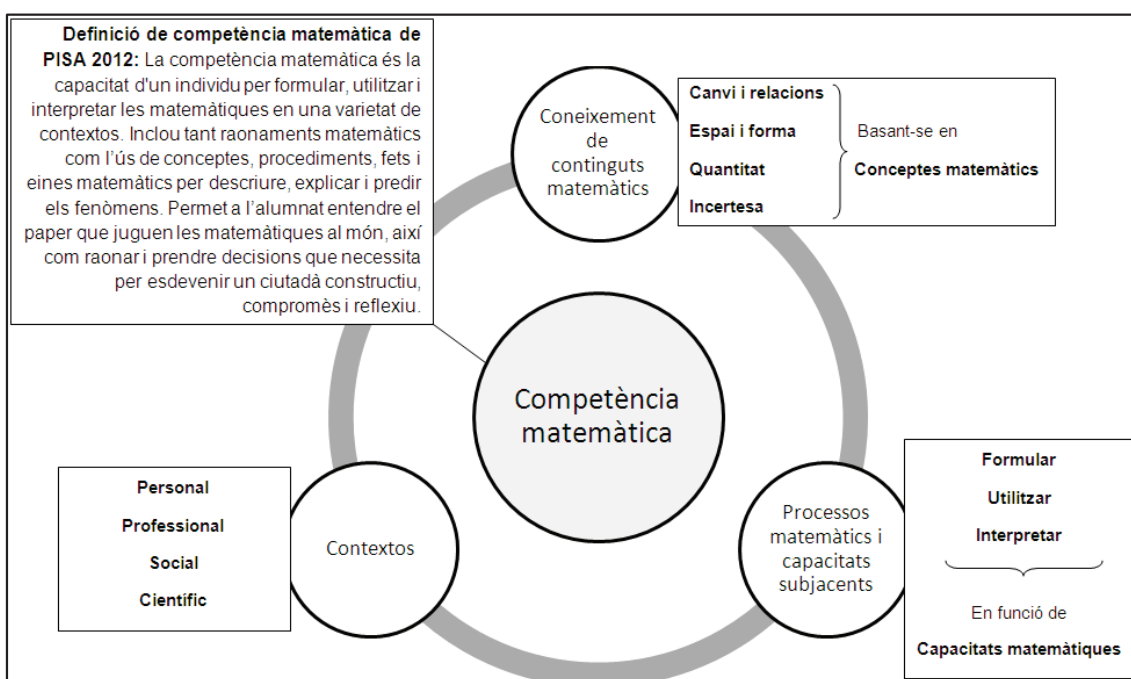 Definició de competència matemàtica de
PISA 2012: La competència matemàtica és la
capacitat d'un individu per formular, utilitzar i
interpretar les matemàtiques en una varietat de
contextos. Inclou tant raonaments matemàtics
com l’ús de conceptes, procediments, fets i
eines matemàtics per descriure, explicar i predir
els fenòmens. Permet a l’alumnat entendre el
paper que juguen les matemàtiques al món, així
com raonar i prendre decisions que necessita
per esdevenir un ciutadà constructiu,
compromès i reflexiu.
Coneixement
de
continguts
matemàtics
Canvi i relacions
Espai i forma
Quantitat
Incertesa
Basant-se en
Conceptes matemàtics
Competència
matemàtica
Personal
Professional
Social
Científic
Contextos
Processos
matemàtics i
capacitats
subjacents
Formular
Utilitzar
Interpretar
En funció de
Capacitats matemàtiques